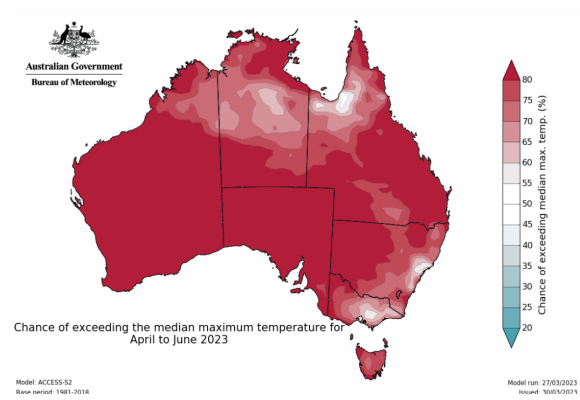 Australian Government
Bureau of Meteorology
80
75
70
65
60
55
50
45
40
35
30
25
20
Chance of exceeding median max. temp. (%)
Chance of exceeding the median maximum temperature for
April to June 2023
Model: ACCESS-S2
Base period: 1981-2018
Model run: 27/03/2023
Issued: 30/03/2023